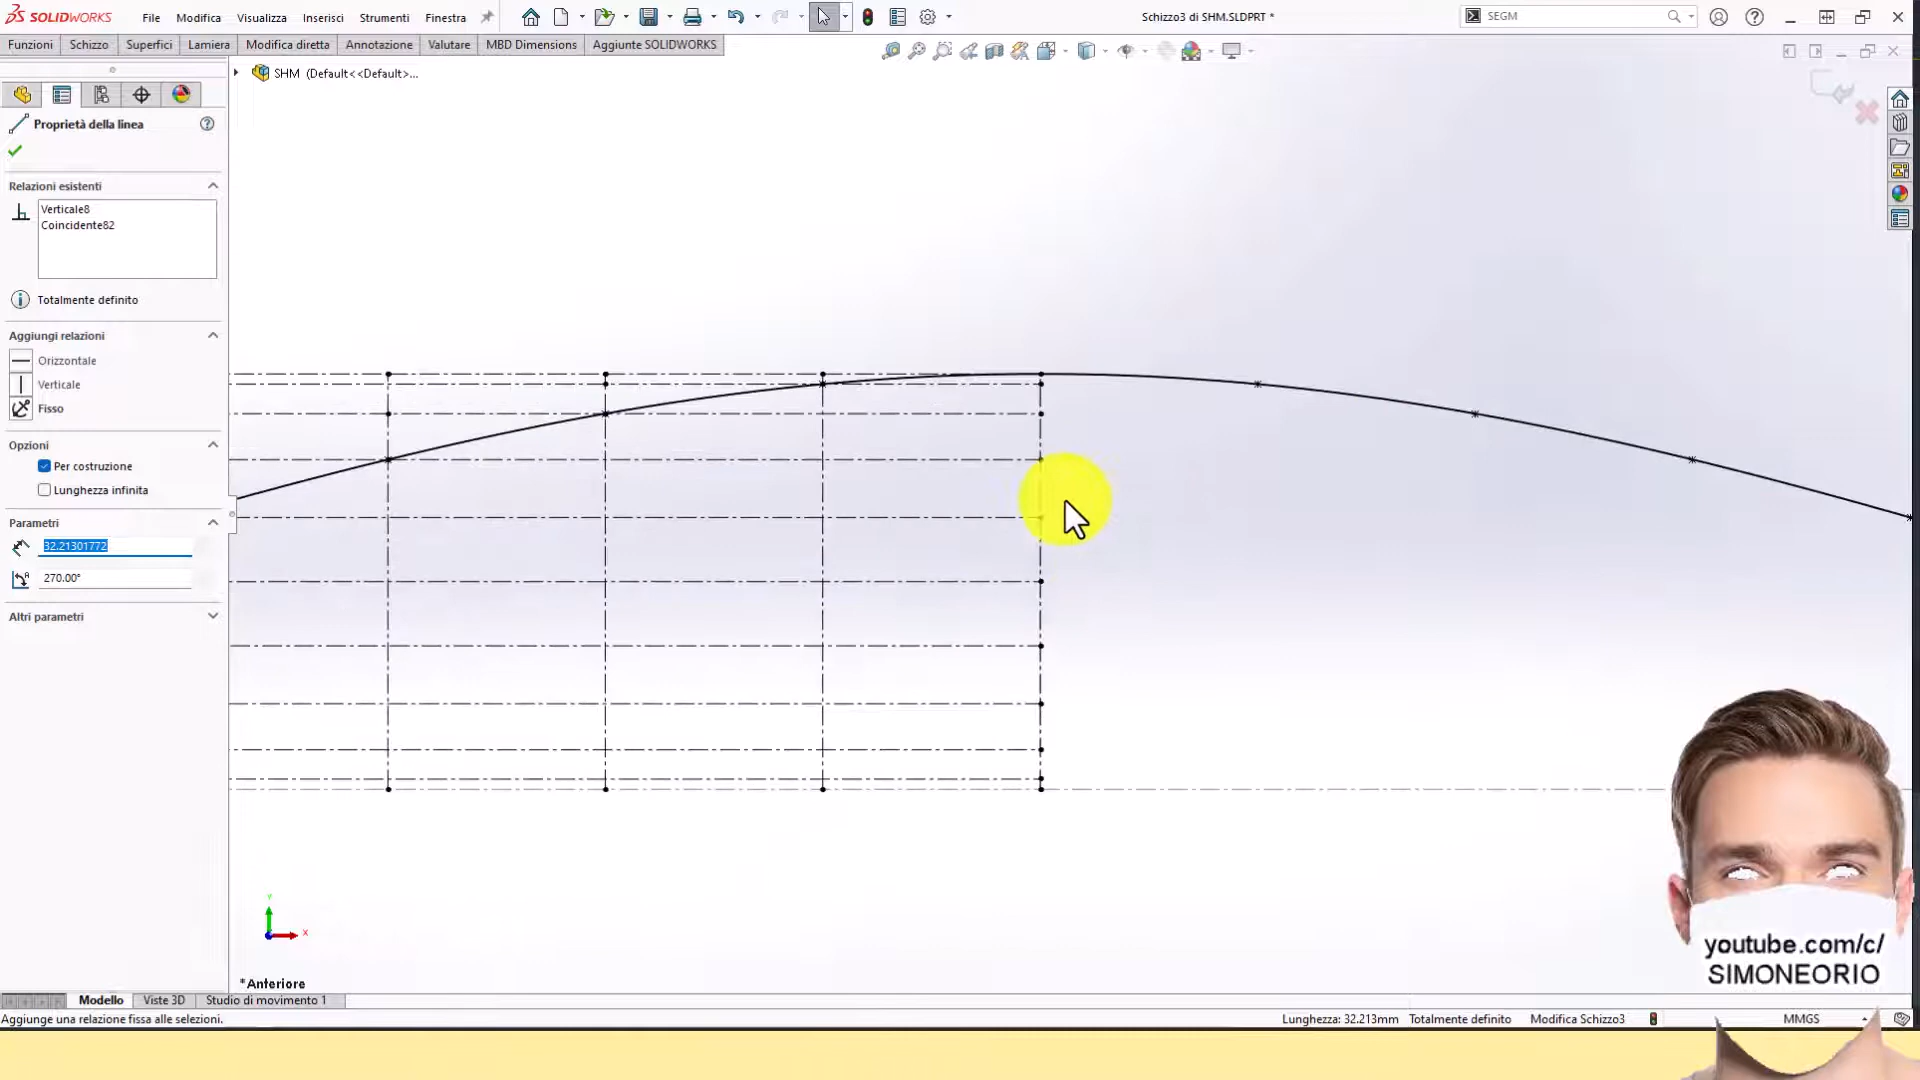 SOLIDWORKS File Modifica Visualizza Inserisci Strumenti Finestra Schizzo3 di SHM.SLDPRT * SEGM
Funzioni Schizzo Superfici Lamiera Modifica diretta Annotazione Valutare MBD Dimensions Aggiunte SOLIDWORKS
SHM (Default<<Default>...
Proprietà della linea
Relazioni esistenti
Verticale8
Coincidente82
Totalmente definito
Aggiungi relazioni
Orizzontale
Verticale
Fisso
Opzioni
Per costruzione
Lunghezza infinita
Parametri
32.21301772
270.00°
Altri parametri
Y
X
*Anteriore
youtube.com/c/
SIMONEORIO
Modello Viste 3D Studio di movimento 1
Aggiunge una relazione fissa alle selezioni. Lunghezza: 32.213mm Totalmente definito Modifica Schizzo3 MMGS